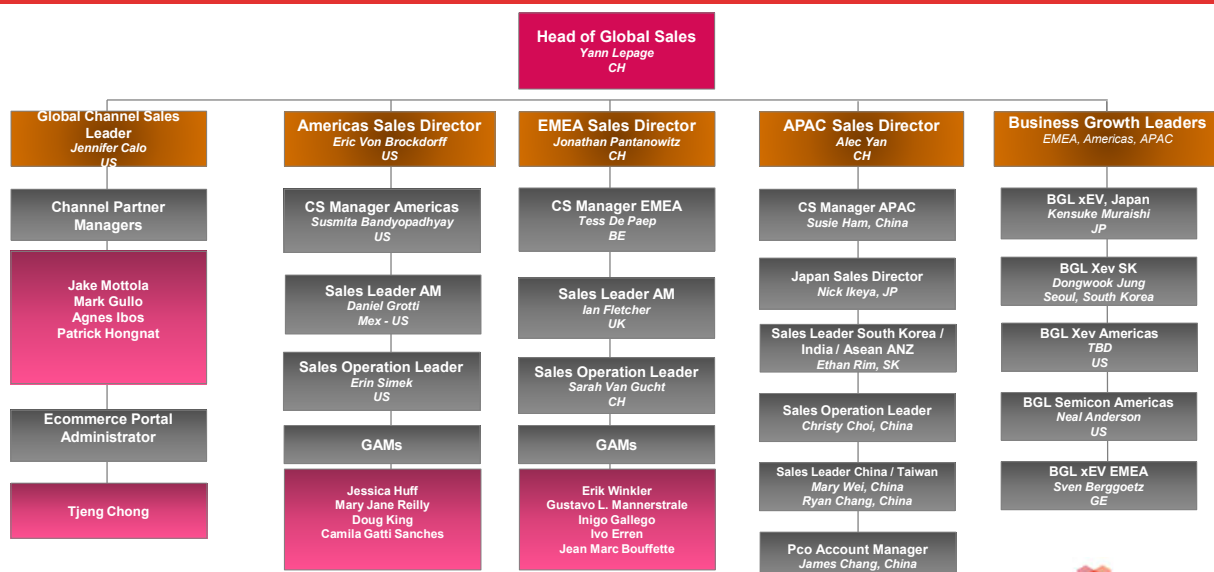 Head of Global Sales
Yann Lepage
CH
Global Channel Sales
Leader
Jennifer Calo
US
Channel Partner
Managers
Jake Mottola
Mark Gullo
Agnes Ibos
Patrick Hongnat
Ecommerce Portal
Administrator
Tjeng Chong
Americas Sales Director
Eric Von Brockdorff
US
CS Manager Americas
Susmita Bandyopadhyay
US
Sales Leader AM
Daniel Grotti
Mex - US
Sales Operation Leader
Erin Simek
US
GAMs
Jessica Huff
Mary Jane Reilly
Doug King
Camila Gatti Sanches
EMEA Sales Director
Jonathan Pantanowitz
CH
CS Manager EMEA
Tess De Paep
BE
Sales Leader AM
Ian Fletcher
UK
Sales Operation Leader
Sarah Van Gucht
CH
GAMs
Erik Winkler
Gustavo L. Mannerstrale
Inigo Gallego
Ivo Erren
Jean Marc Bouffette
APAC Sales Director
Alec Yan
CH
CS Manager APAC
Susie Ham, China
Japan Sales Director
Nick Ikeya, JP
Sales Leader South Korea /
India / Asean ANZ
Ethan Rim, SK
Sales Operation Leader
Christy Choi, China
Sales Leader China / Taiwan
Mary Wei, China
Ryan Chang, China
Pco Account Manager
James Chang, China
Business Growth Leaders
EMEA, Americas, APAC
BGL xEV, Japan
Kensuke Muraishi
JP
BGL Xev SK
Dongwook Jung
Seoul, South Korea
BGL Xev Americas
TBD
US
BGL Semicon Americas
Neal Anderson
US
BGL xEV EMEA
Sven Berggoetz
GE